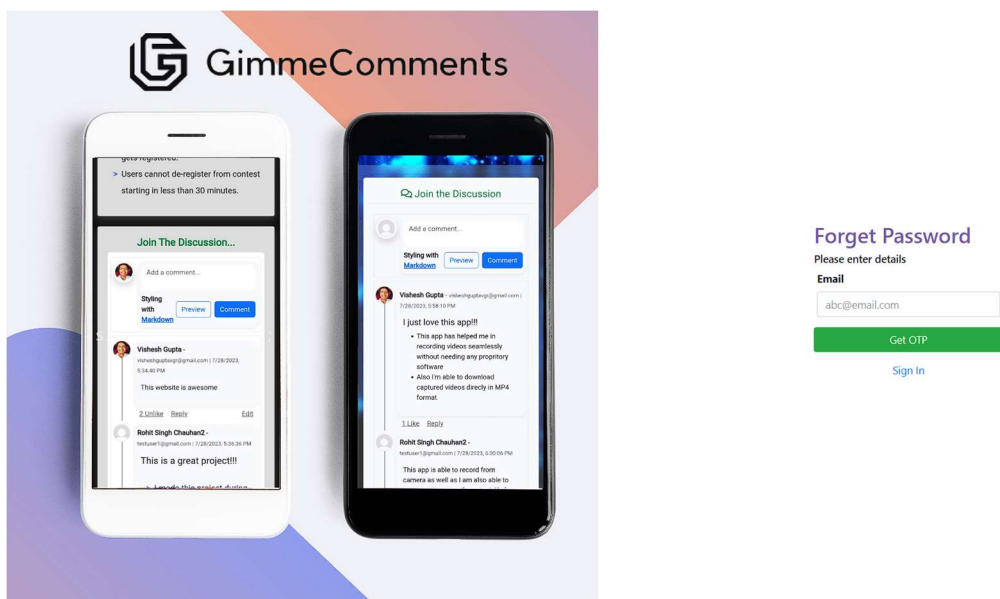 GimmeComments
gets registered.
> Users cannot de-register from contest
starting in less than 30 minutes.
Join The Discussion...
Add a comment...
Styling
with
Markdown
Preview
Comment
Vishesh Gupta -
visheshguptavgr@gmail.com | 7/28/2023,
5:34:40 PM
This website is awesome
2 Unlike Reply Edit
Rohit Singh Chauhan2 -
testuser1@gmail.com | 7/28/2023, 5:36:36 PM
This is a great project!!!
> I made this project during
Join the Discussion
Add a comment...
Styling with
Markdown
Preview
Comment
Vishesh Gupta - visheshguptavgr@gmail.com |
7/28/2023, 5:58:10 PM
I just love this app!!!
• This app has helped me in
recording videos seamlessly
without needing any propritory
software
• Also I'm able to download
captured videos direcly in MP4
format
1 Like Reply
Rohit Singh Chauhan2 -
testuser1@gmail.com | 7/28/2023, 6:00:06 PM
This app is able to record from
camera as well as I am also able to
Forget Password
Please enter details
Email
abc@email.com
Get OTP
Sign In